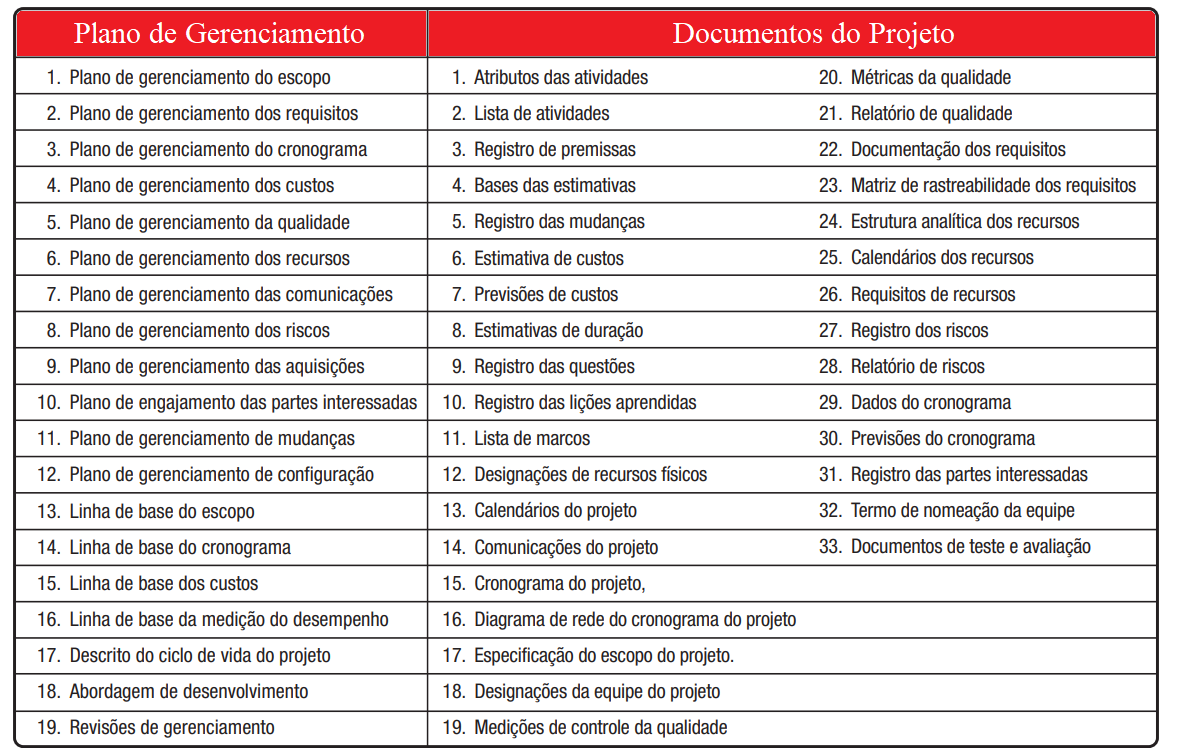 Plano de Gerenciamento
Documentos do Projeto
1. Plano de gerenciamento do escopo
1. Atributos das atividades
20. Métricas da qualidade
2. Plano de gerenciamento dos requisitos
2. Lista de atividades
21. Relatório de qualidade
3. Plano de gerenciamento do cronograma
3. Registro de premissas
22. Documentação dos requisitos
4. Plano de gerenciamento dos custos
4. Bases das estimativas
23. Matriz de rastreabilidade dos requisitos
5. Plano de gerenciamento da qualidade
5. Registro das mudanças
24. Estrutura analítica dos recursos
6. Plano de gerenciamento dos recursos
6. Estimativa de custos
25. Calendários dos recursos
7. Plano de gerenciamento das comunicações
7. Previsões de custos
26. Requisitos de recursos
8. Plano de gerenciamento dos riscos
8. Estimativas de duração
27. Registro dos riscos
9. Plano de gerenciamento das aquisições
9. Registro das questões
28. Relatório de riscos
10. Plano de engajamento das partes interessadas
10. Registro das lições aprendidas
29. Dados do cronograma
11. Plano de gerenciamento de mudanças
11. Lista de marcos
30. Previsões do cronograma
12. Plano de gerenciamento de configuração
12. Designações de recursos físicos
31. Registro das partes interessadas
13. Linha de base do escopo
13. Calendários do projeto
32. Termo de nomeação da equipe
14. Linha de base do cronograma
14. Comunicações do projeto
33. Documentos de teste e avaliação
15. Linha de base dos custos
15. Cronograma do projeto,
16. Linha de base da medição do desempenho
16. Diagrama de rede do cronograma do projeto
17. Descrito do ciclo de vida do projeto
17. Especificação do escopo do projeto.
18. Abordagem de desenvolvimento
18. Designações da equipe do projeto
19. Revisões de gerenciamento
19. Medições de controle da qualidade